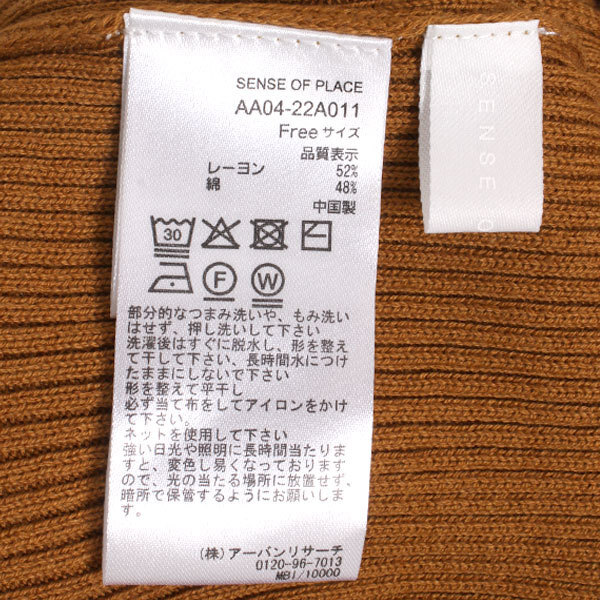 SENSE OF PLACE
AA04-22A011
Free サイズ
品質表示
レーヨン 52%
綿 48%
中国製
30
F W
部分的なつまみ洗いや、もみ洗い
はせず、押し洗いして下さい
洗濯後はすぐに脱水し、形を整え
て干して下さい、長時間水につけ
たままにしないで下さい
形を整えて平干し
必ず当て布をしてアイロンをかけ
て下さい。
ネットを使用して下さい
強い日光や照明に長時間当たりま
すと、変色し易くなっております
ので、光の当たる場所に放置せず、
暗所で保管するようにお願いしま
す。
(株) アーバンリサーチ
0120-96-7013
MBI/10000
SENSE O